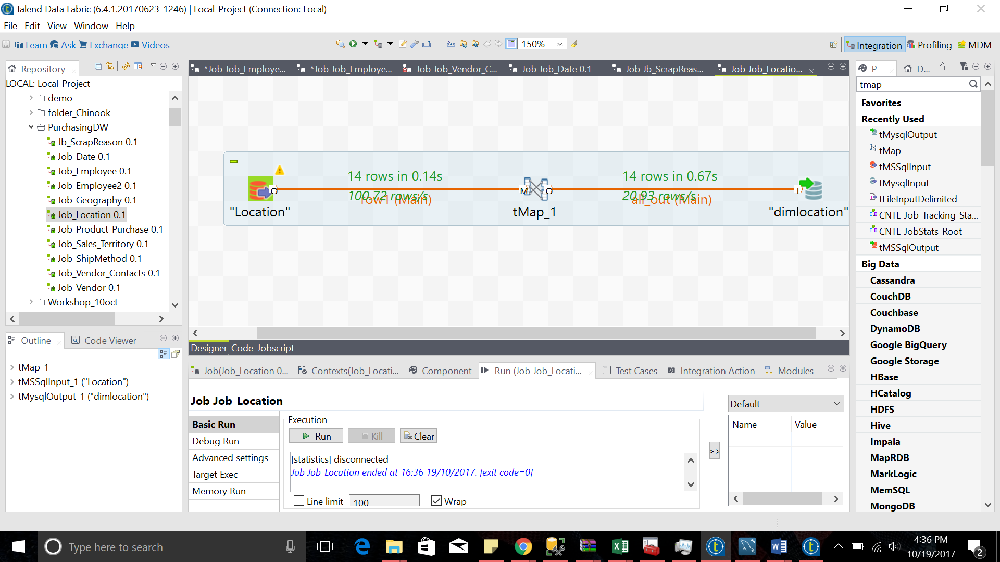 Talend Data Fabric (6.4.1.20170623_1246) | Local_Project (Connection: Local)
File Edit View Window Help
Learn Ask Exchange Videos
150%
Integration Profiling MDM
Repository
LOCAL: Local_Project
demo
folder_Chinook
PurchasingDW
Jb_ScrapReason 0.1
Job_Date 0.1
Job_Employee 0.1
Job_Employee2 0.1
Job_Geography 0.1
Job_Location 0.1
Job_Product_Purchase 0.1
Job_Sales_Territory 0.1
Job_ShipMethod 0.1
Job_Vendor_Contacts 0.1
Job_Vendor 0.1
Workshop_10oct
Outline
Code Viewer
tMap_1
tMSSqlInput_1 ("Location")
tMysqlOutput_1 ("dimlocation")
*Job Job_Employe...
*Job Job_Employe...
Job Job_Vendor_C...
Job Job_Date 0.1
Job Jb_ScrapReas...
Job Job_Locatio...
14 rows in 0.14s
100.72 rows/s
row1 (Main)
14 rows in 0.67s
20.93 rows/s
all_out (Main)
O
M
O
I
"Location"
tMap_1
"dimlocation"
Designer Code Jobscript
Job(Job_Location 0...
Contexts(Job_Locati...
Component
Run (Job Job_Locati...
Test Cases
Integration Action
Modules
Job Job_Location
Basic Run
Debug Run
Advanced settings
Target Exec
Memory Run
Execution
Run
Kill
Clear
[statistics] disconnected
Job Job_Location ended at 16:36 19/10/2017. [exit code=0]
Line limit
100
Wrap
>>
Default
Name Value
P
D...
»1
tmap
Favorites
Recently Used
tMysqlOutput
tMap
tMSSqlInput
tMysqlInput
tFileInputDelimited
CNTL_Job_Tracking_Sta...
CNTL_JobStats_Root
tMSSqlOutput
Big Data
Cassandra
CouchDB
Couchbase
DynamoDB
Google BigQuery
Google Storage
HBase
HCatalog
HDFS
Hive
Impala
MapRDB
MarkLogic
MemSQL
MongoDB
Type here to search
4:36 PM
10/19/2017
2